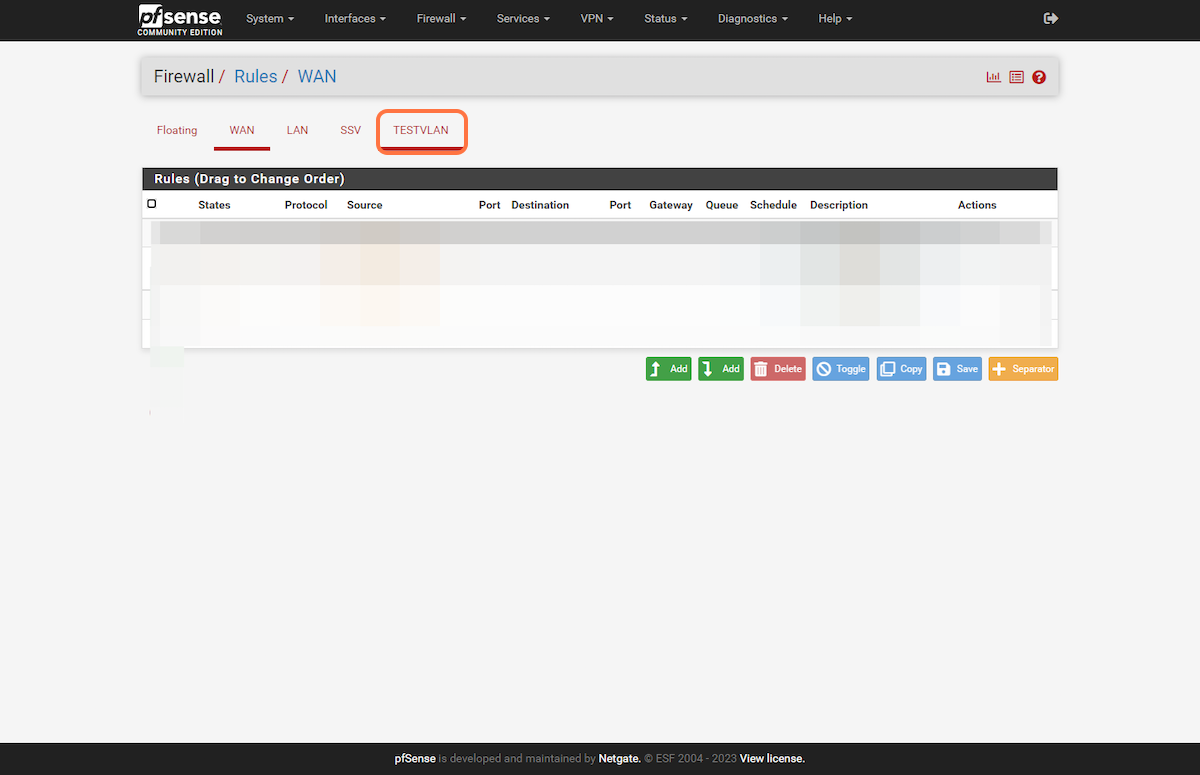 pfsense System Interfaces Firewall Services VPN Status Diagnostics Help
COMMUNITY EDITION
Firewall / Rules / WAN
Floating WAN LAN SSV TESTVLAN
Rules (Drag to Change Order)
States Protocol Source Port Destination Port Gateway Queue Schedule Description Actions
Add Add Delete Toggle Copy Save Separator
pfSense is developed and maintained by Netgate. © ESF 2004 - 2023 View license.